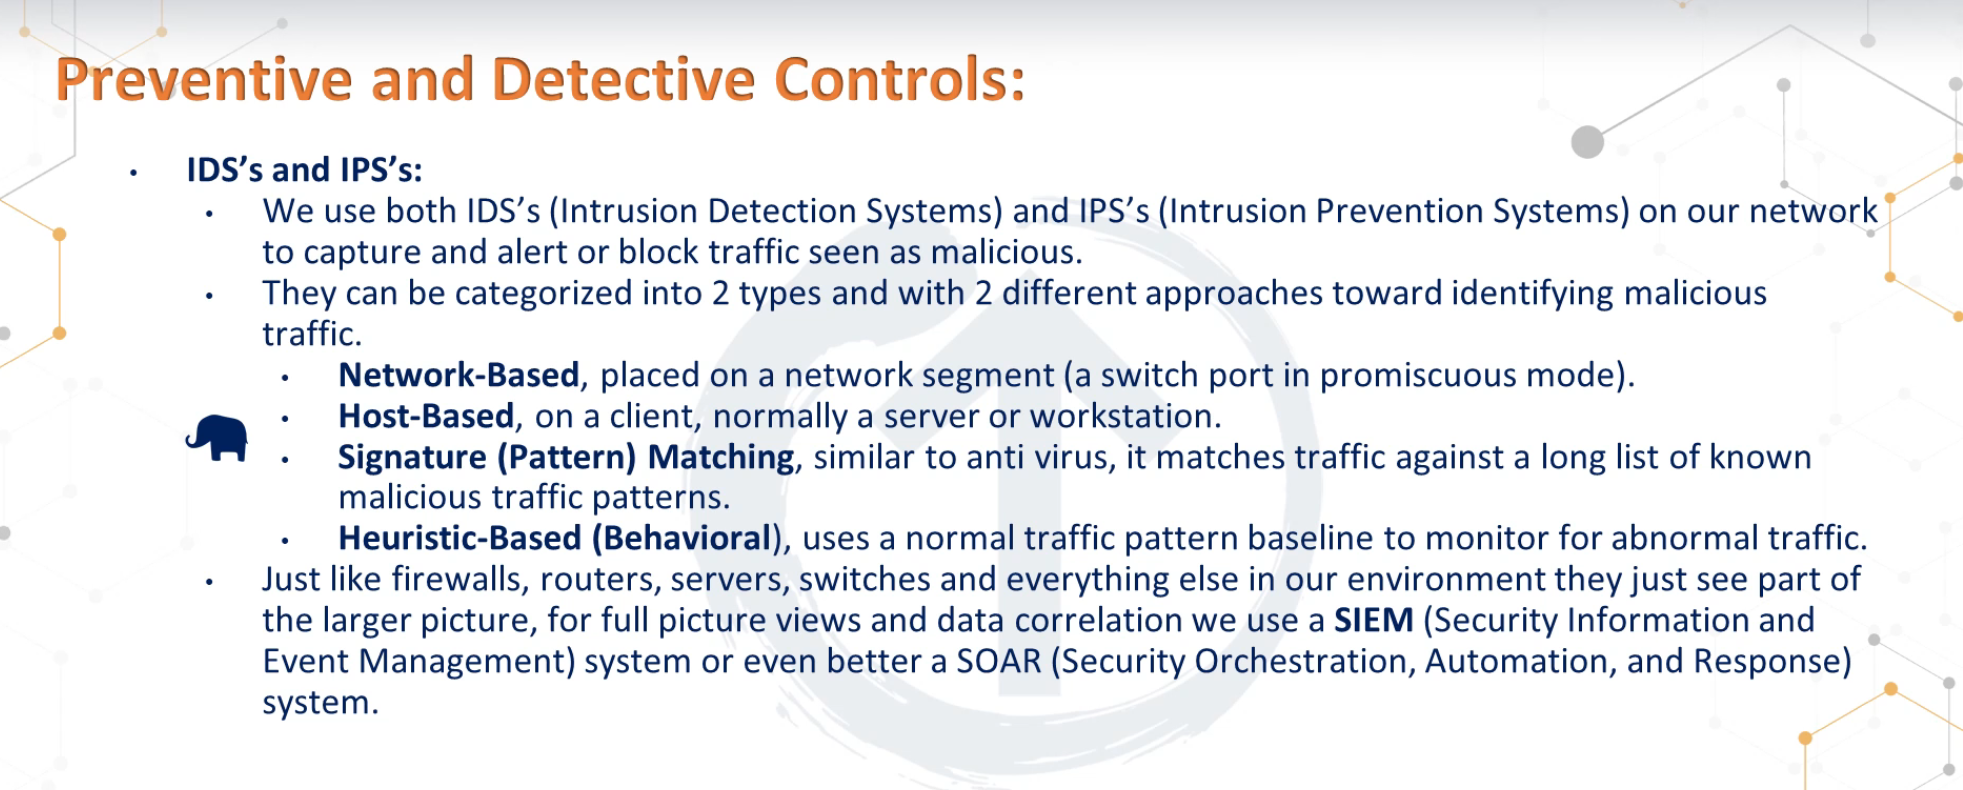 Preventive and Detective Controls:
• IDS’s and IPS’s:
• We use both IDS’s (Intrusion Detection Systems) and IPS’s (Intrusion Prevention Systems) on our network
to capture and alert or block traffic seen as malicious.
• They can be categorized into 2 types and with 2 different approaches toward identifying malicious
traffic.
• Network-Based, placed on a network segment (a switch port in promiscuous mode).
• Host-Based, on a client, normally a server or workstation.
• Signature (Pattern) Matching, similar to anti virus, it matches traffic against a long list of known
malicious traffic patterns.
• Heuristic-Based (Behavioral), uses a normal traffic pattern baseline to monitor for abnormal traffic.
• Just like firewalls, routers, servers, switches and everything else in our environment they just see part of
the larger picture, for full picture views and data correlation we use a SIEM (Security Information and
Event Management) system or even better a SOAR (Security Orchestration, Automation, and Response)
system.